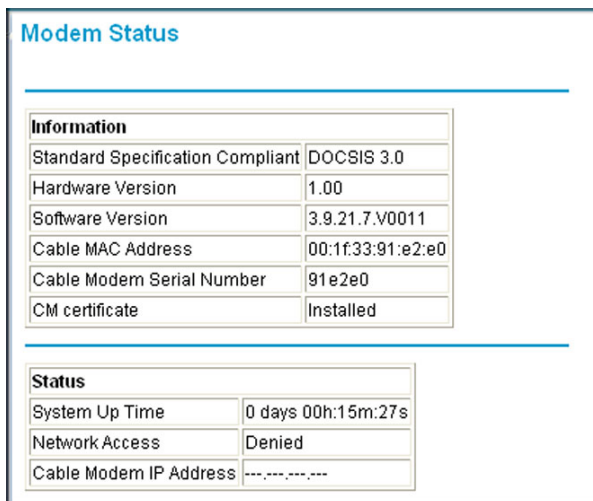 Modem Status
Information
Standard Specification Compliant DOCSIS 3.0
Hardware Version 1.00
Software Version 3.9.21.7.V0011
Cable MAC Address 00:1f:33:91:e2:e0
Cable Modem Serial Number 91e2e0
CM certificate Installed
Status
System Up Time 0 days 00h:15m:27s
Network Access Denied
Cable Modem IP Address ---.---.---.---